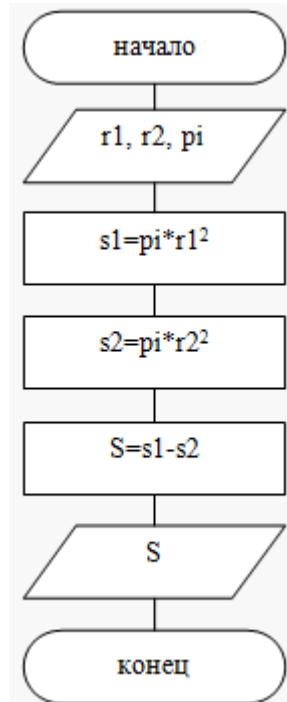 начало
r1, r2, pi
s1=pi*r1²
s2=pi*r2²
S=s1-s2
S
конец